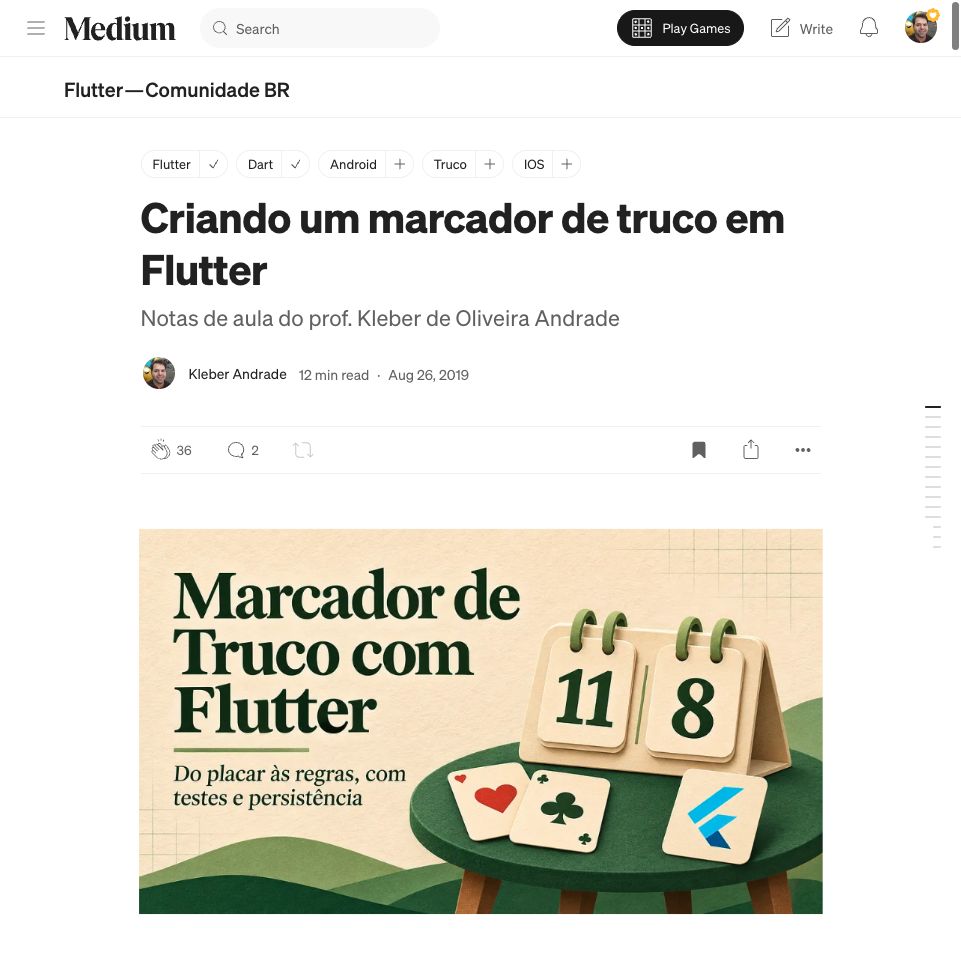 Medium
Search
Play Games
Write
Flutter — Comunidade BR
Flutter
Dart
Android
Truco
IOS
Criando um marcador de truco em
Flutter
Notas de aula do prof. Kleber de Oliveira Andrade
Kleber Andrade
12 min read · Aug 26, 2019
36
2
Marcador de
Truco com
Flutter
Do placar às regras, com
testes e persistência
11
8